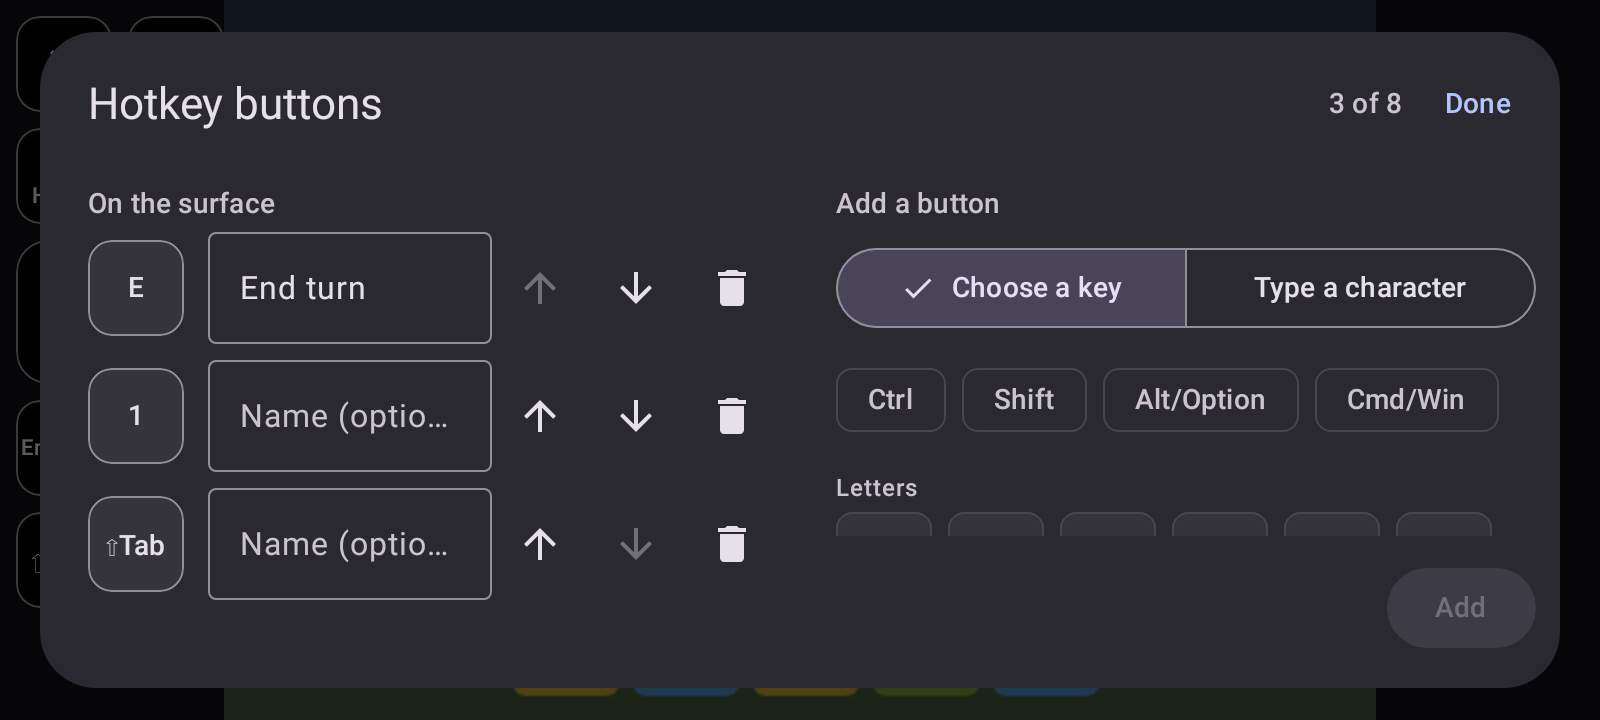 Hotkey buttons
3 of 8
Done
On the surface
E
End turn
1
Name (optio...
⇧Tab
Name (optio...
Add a button
Choose a key
Type a character
Ctrl
Shift
Alt/Option
Cmd/Win
Letters
Add